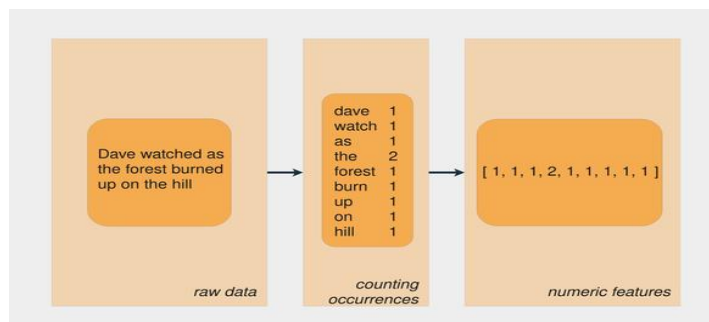 Dave watched as
the forest burned
up on the hill
raw data
dave 1
watch 1
as 1
the 2
forest 1
burn 1
up 1
on 1
hill 1
counting
occurrences
[ 1, 1, 1, 2, 1, 1, 1, 1, 1 ]
numeric features